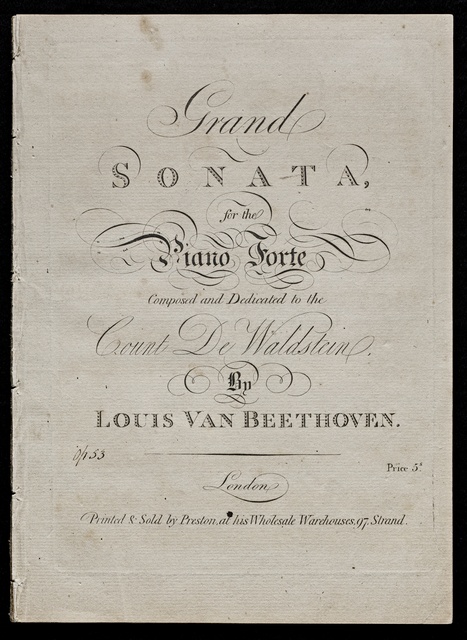 Grand
SONATA,
for the
Piano Forte
Composed and Dedicated to the
Count De Waldstein.
By
LOUIS VAN BEETHOVEN.
Op 53
Price 5s
London
Printed & Sold by Preston, at his Wholesale Warehouses, 97, Strand.